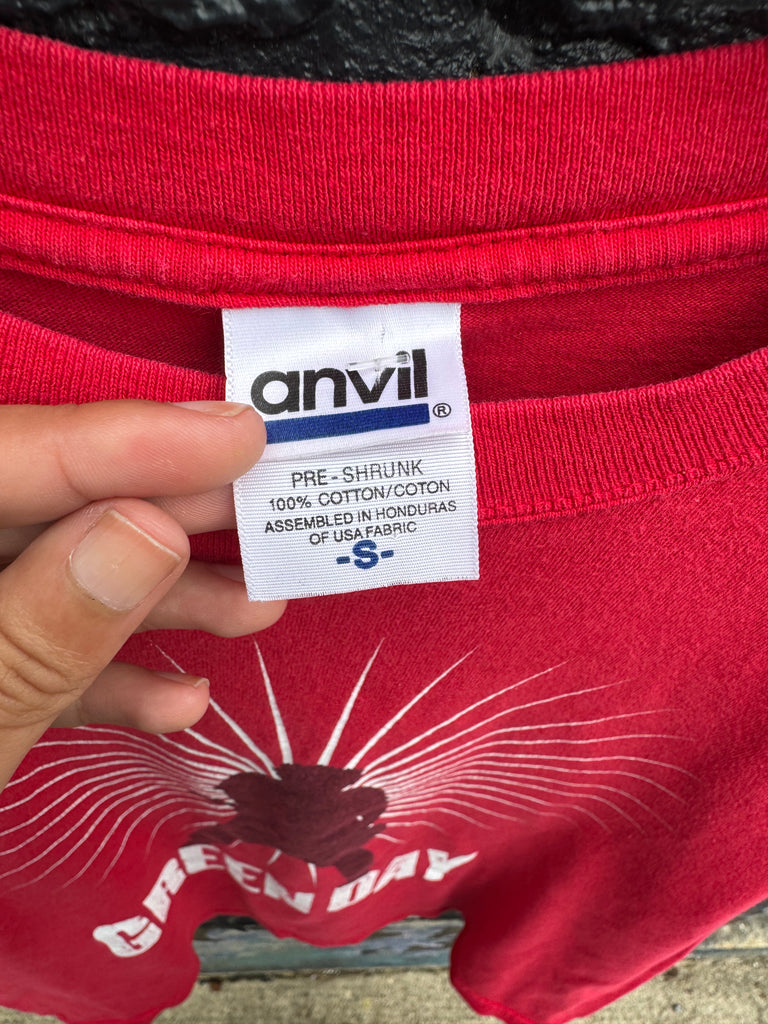 anvil®
PRE-SHRUNK
100% COTTON/COTON
ASSEMBLED IN HONDURAS
OF USA FABRIC
-S-
GREEN DAY